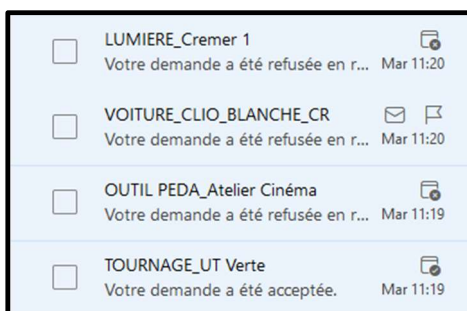 LUMIERE_Cremer 1
Votre demande a été refusée en r... Mar 11:20
VOITURE_CLIO_BLANCHE_CR
Votre demande a été refusée en r... Mar 11:20
OUTIL PEDA_Atelier Cinéma
Votre demande a été refusée en r... Mar 11:19
TOURNAGE_UT Verte
Votre demande a été acceptée. Mar 11:19